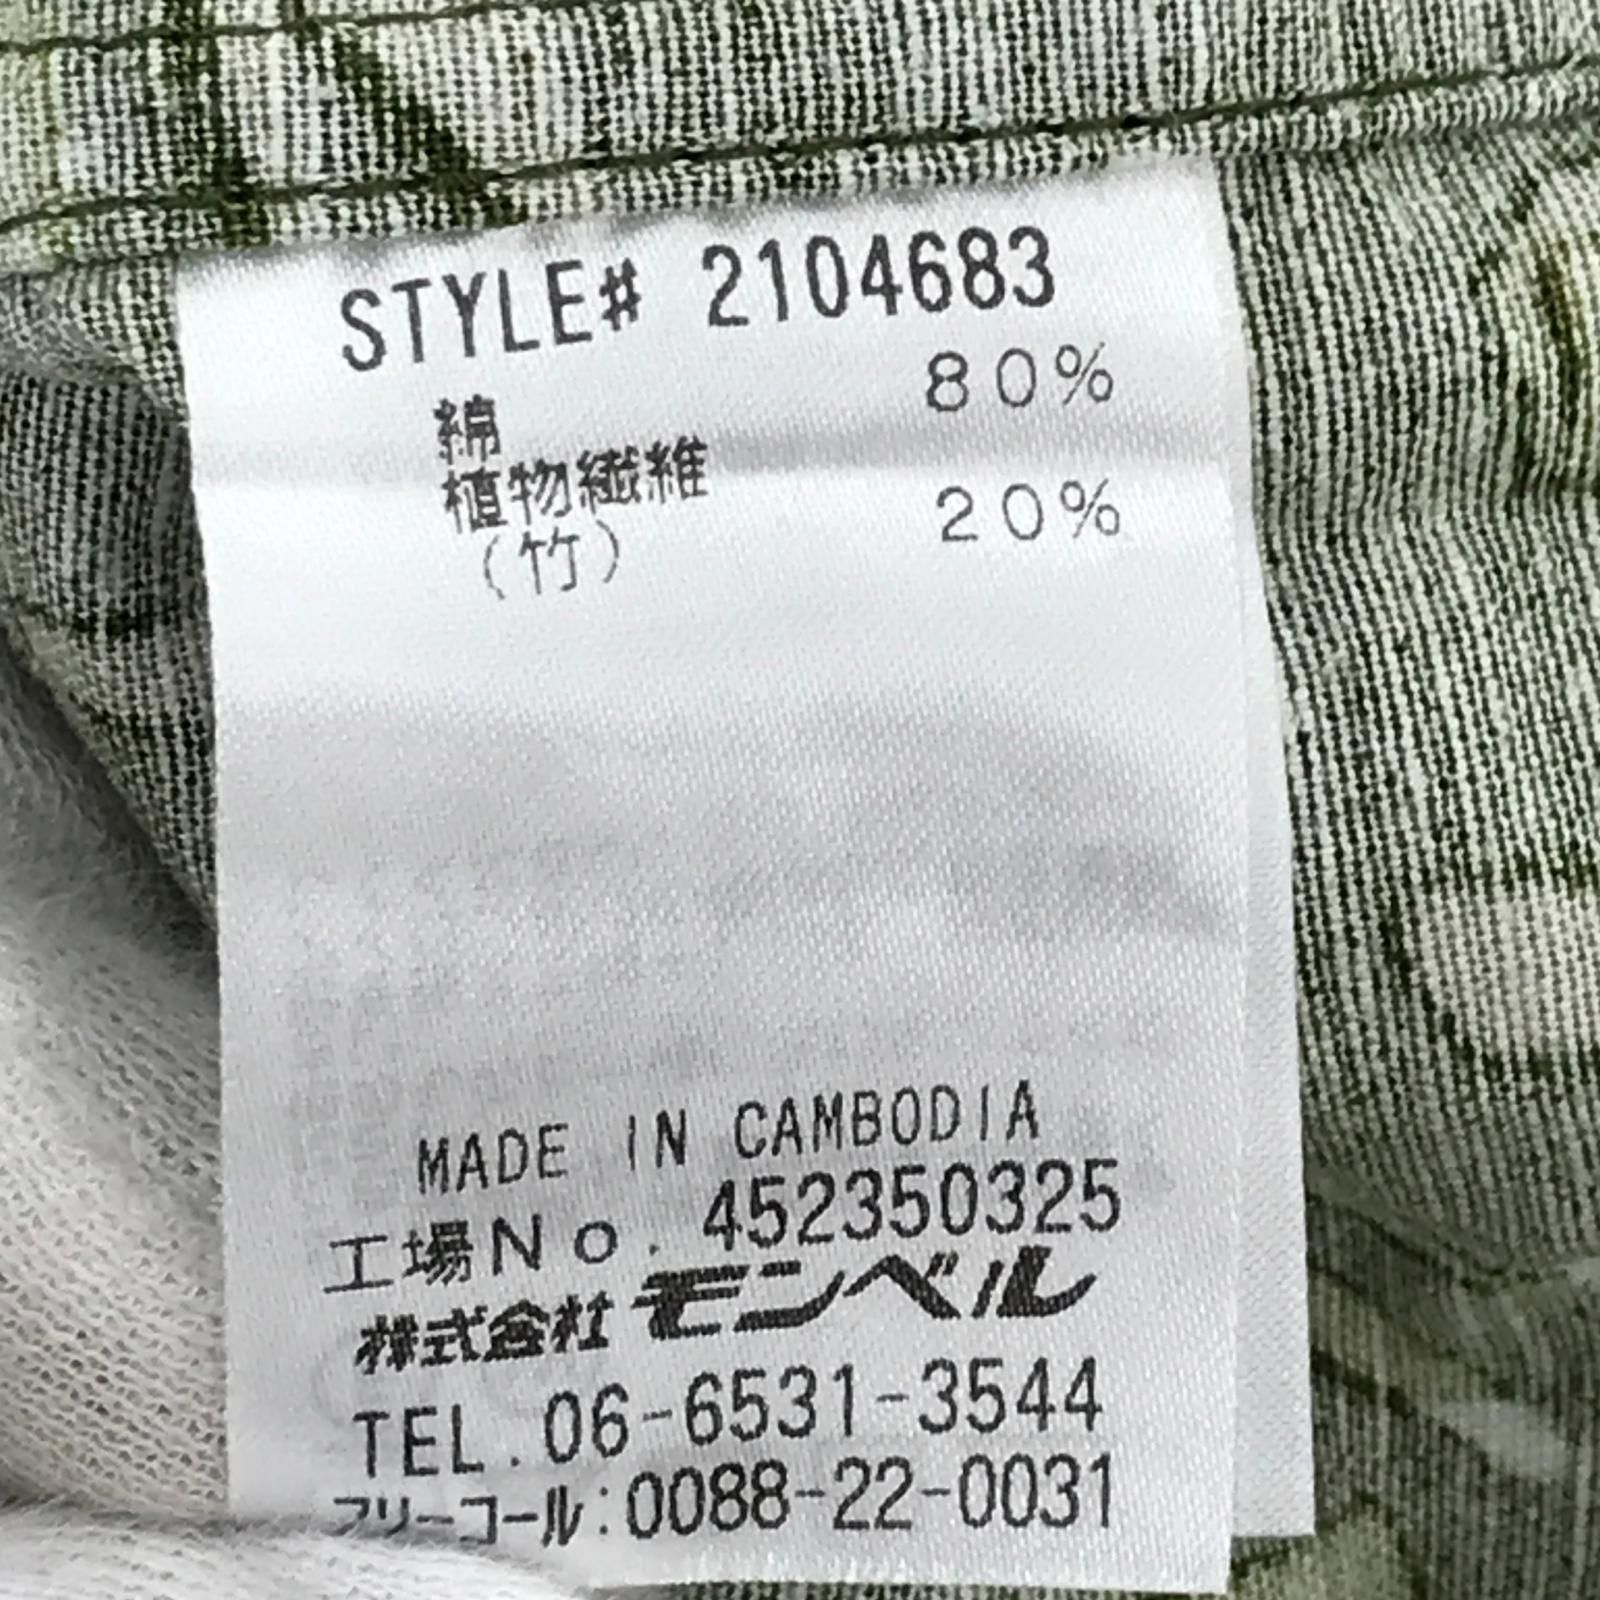 STYLE# 2104683
綿 80%
植物繊維 20%
(竹)
MADE IN CAMBODIA
工場No. 452350325
株式会社モンベル
TEL.06-6531-3544
フリーコール:0088-22-0031